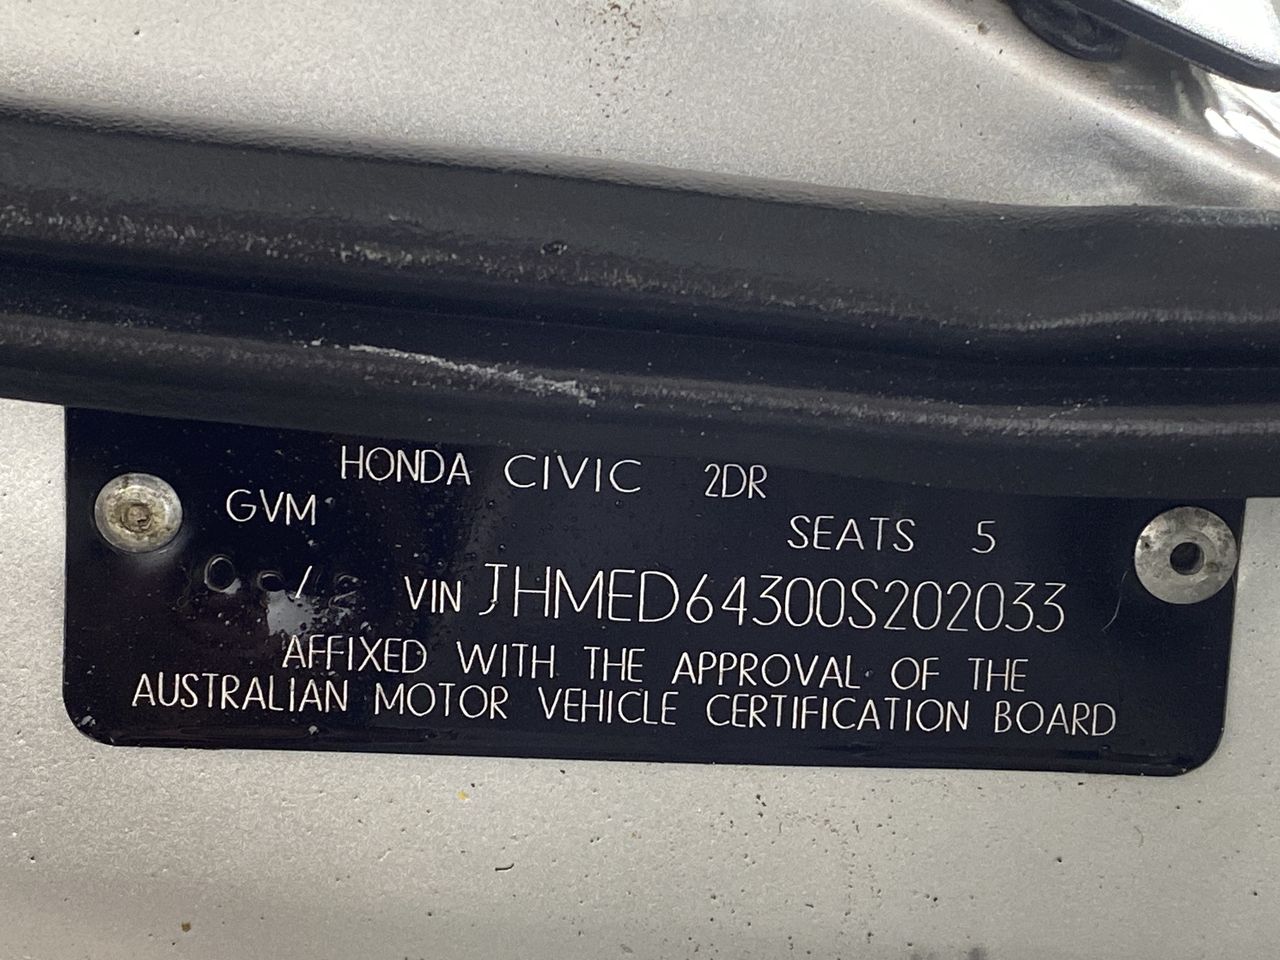 HONDA CIVIC 2DR
GVM
SEATS 5
VIN JHMED64300S202033
AFFIXED WITH THE APPROVAL OF THE
AUSTRALIAN MOTOR VEHICLE CERTIFICATION BOARD